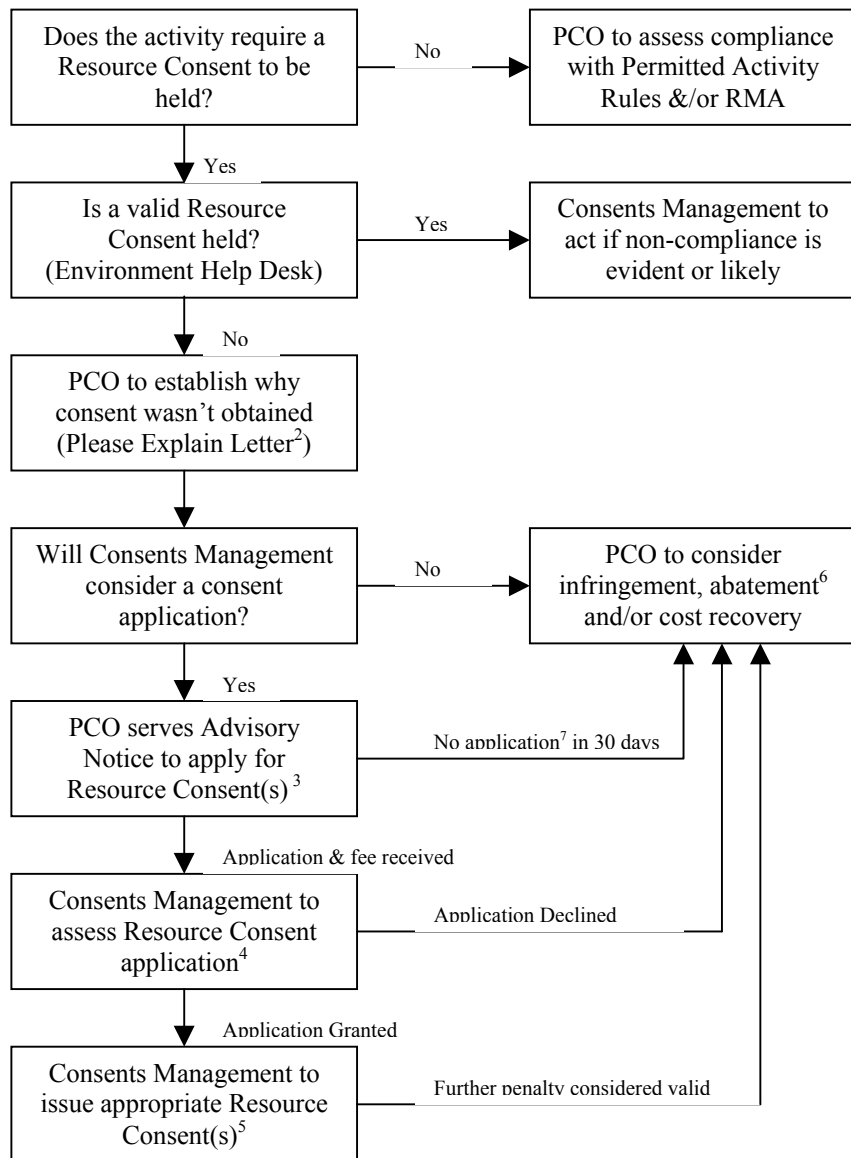 Does the activity require a
Resource Consent to be
held?
No
PCO to assess compliance
with Permitted Activity
Rules &/or RMA
Yes
Is a valid Resource
Consent held?
(Environment Help Desk)
Yes
Consents Management to
act if non-compliance is
evident or likely
No
PCO to establish why
consent wasn’t obtained
(Please Explain Letter²)
Will Consents Management
consider a consent
application?
No
PCO to consider
infringement, abatement⁶
and/or cost recovery
Yes
PCO serves Advisory
Notice to apply for
Resource Consent(s) ³
No application⁷ in 30 days
Application & fee received
Consents Management to
assess Resource Consent
application⁴
Application Declined
Application Granted
Consents Management to
issue appropriate Resource
Consent(s)⁵
Further penalty considered valid